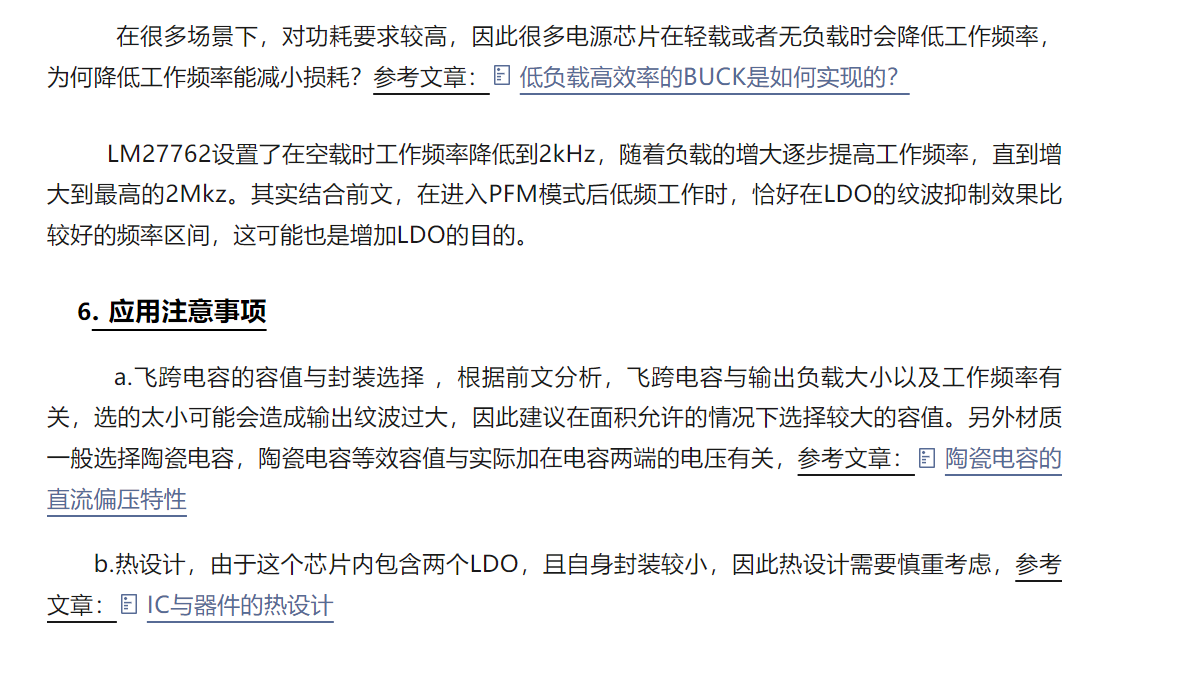 在很多场景下，对功耗要求较高，因此很多电源芯片在轻载或者无负载时会降低工作频率，
为何降低工作频率能减小损耗？参考文章： 低负载高效率的BUCK是如何实现的？
LM27762设置了在空载时工作频率降低到2kHz，随着负载的增大逐步提高工作频率，直到增
大到最高的2Mkz。其实结合前文，在进入PFM模式后低频工作时，恰好在LDO的纹波抑制效果比
较好的频率区间，这可能也是增加LDO的目的。
6. 应用注意事项
a.飞跨电容的容值与封装选择 ，根据前文分析，飞跨电容与输出负载大小以及工作频率有
关，选的太小可能会造成输出纹波过大，因此建议在面积允许的情况下选择较大的容值。另外材质
一般选择陶瓷电容，陶瓷电容等效容值与实际加在电容两端的电压有关，参考文章： 陶瓷电容的
直流偏压特性
b.热设计，由于这个芯片内包含两个LDO，且自身封装较小，因此热设计需要慎重考虑，参考
文章： IC与器件的热设计